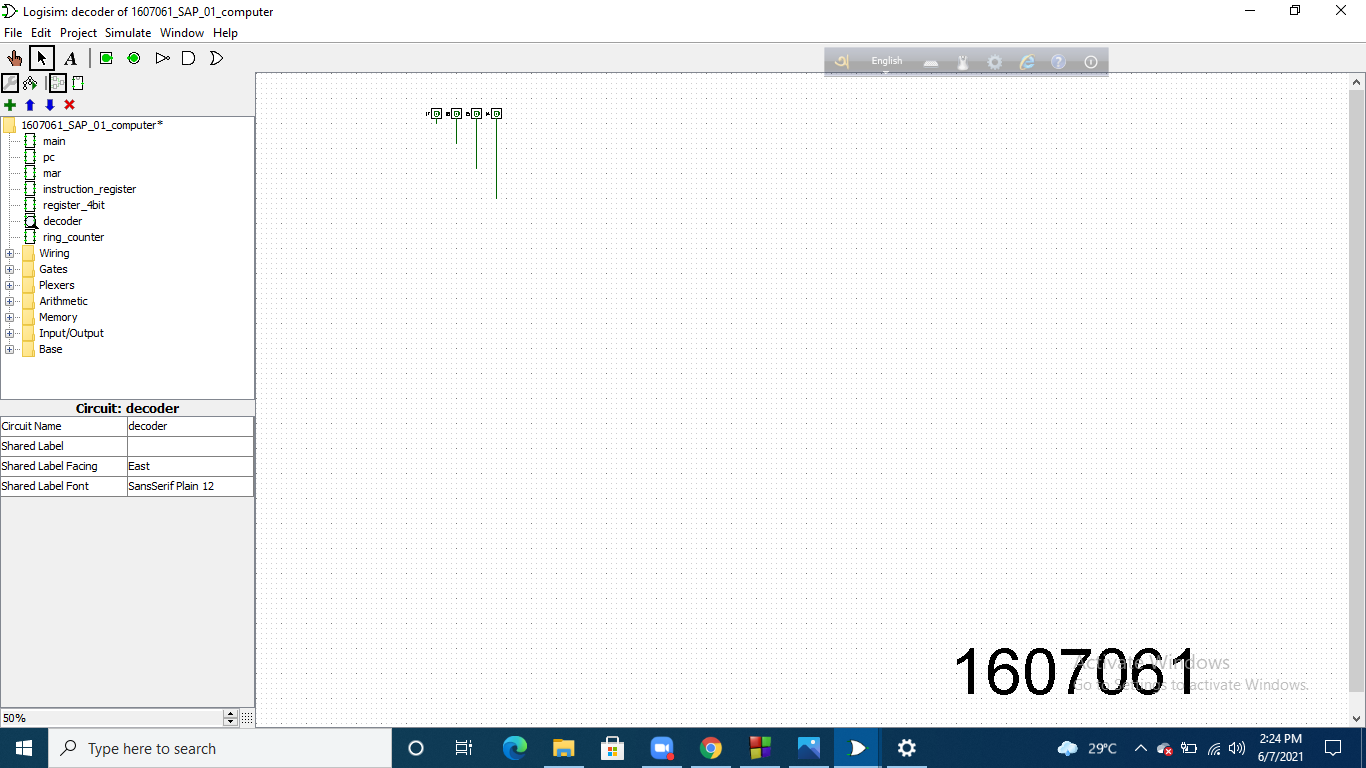 Logisim: decoder of 1607061_SAP_01_computer
File Edit Project Simulate Window Help
A
English
1607061_SAP_01_computer*
main
pc
mar
instruction_register
register_4bit
decoder
ring_counter
Wiring
Gates
Plexers
Arithmetic
Memory
Input/Output
Base
Circuit: decoder
Circuit Name decoder
Shared Label
Shared Label Facing East
Shared Label Font SansSerif Plain 12
1607061
Activate Windows
Go to Settings to activate Windows.
50%
Type here to search
29°C
2:24 PM
6/7/2021